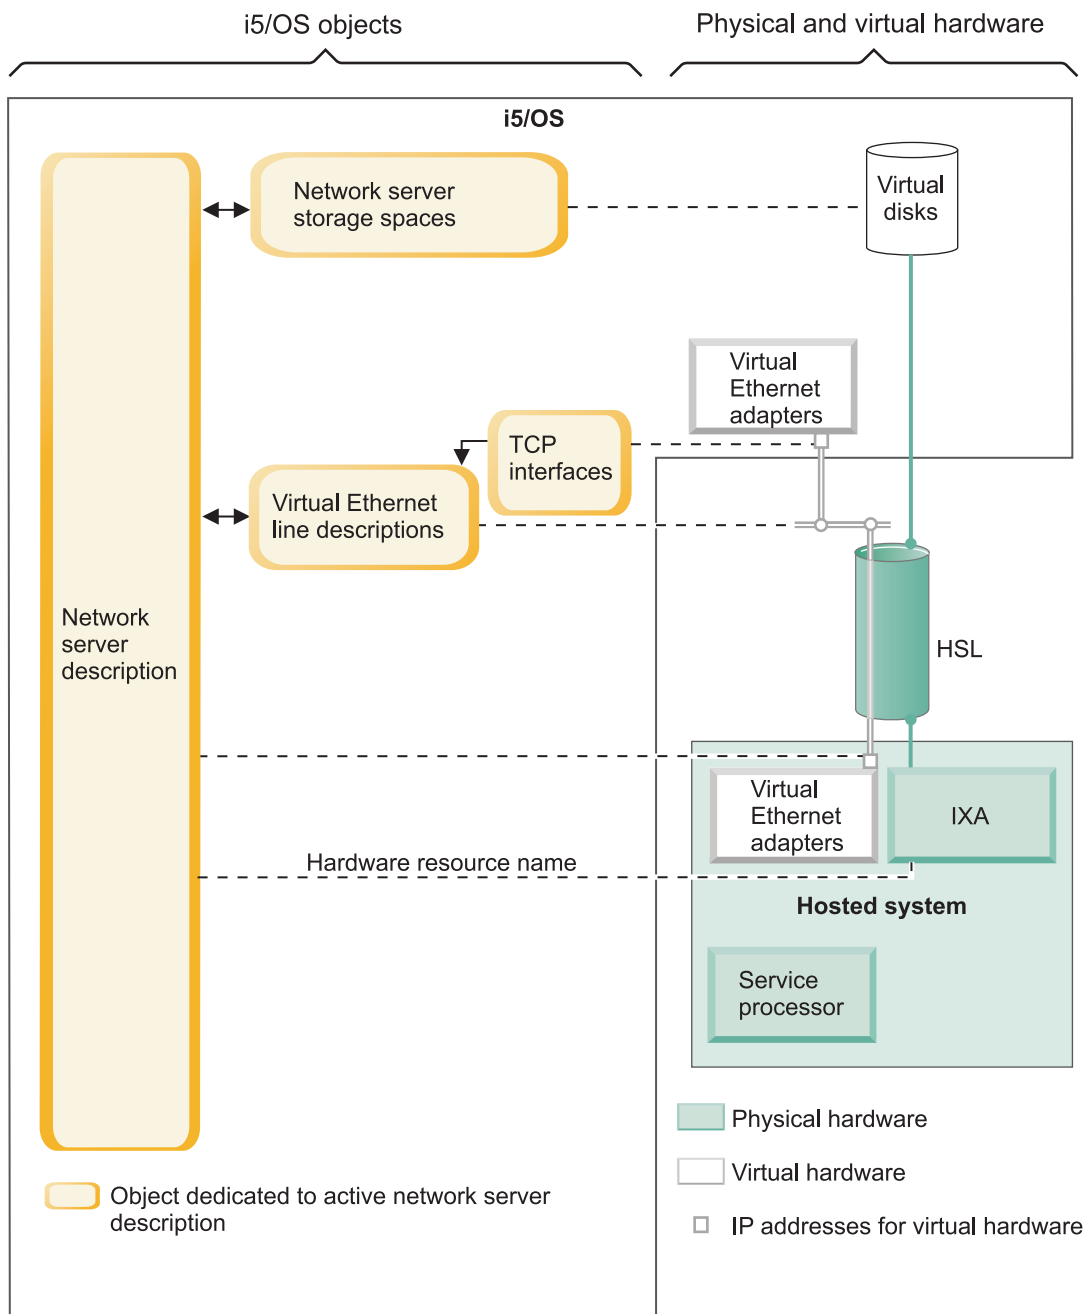 i5/OS objects
Physical and virtual hardware
i5/OS
Network server
storage spaces
Virtual
disks
Virtual
Ethernet
adapters
TCP
interfaces
Virtual Ethernet
line descriptions
Network
server
description
HSL
Virtual
Ethernet
adapters
IXA
Hardware resource name
Hosted system
Service
processor
Physical hardware
Virtual hardware
IP addresses for virtual hardware
Object dedicated to active network server
description